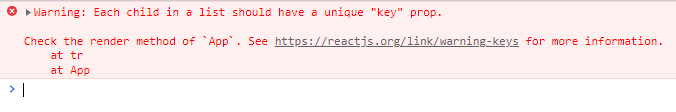 Warning: Each child in a list should have a unique "key" prop.
Check the render method of `App`. See https://reactjs.org/link/warning-keys for more information.
at tr
at App